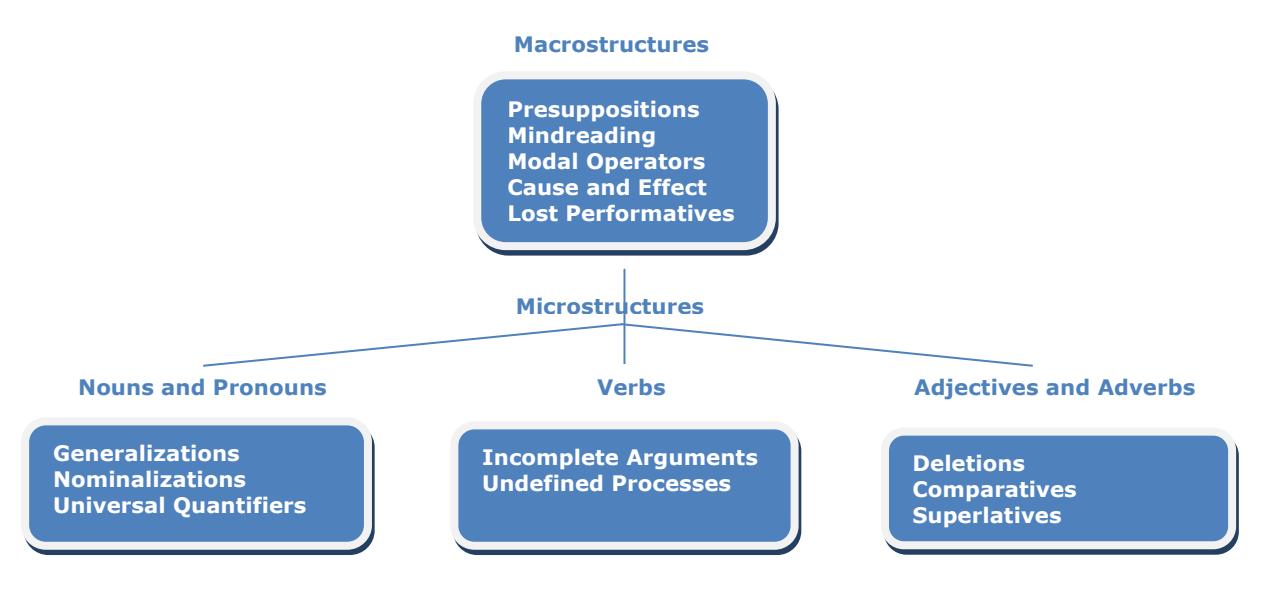 Macrostructures
Presuppositions
Mindreading
Modal Operators
Cause and Effect
Lost Performatives
Microstructures
Nouns and Pronouns
Generalizations
Nominalizations
Universal Quantifiers
Verbs
Incomplete Arguments
Undefined Processes
Adjectives and Adverbs
Deletions
Comparatives
Superlatives